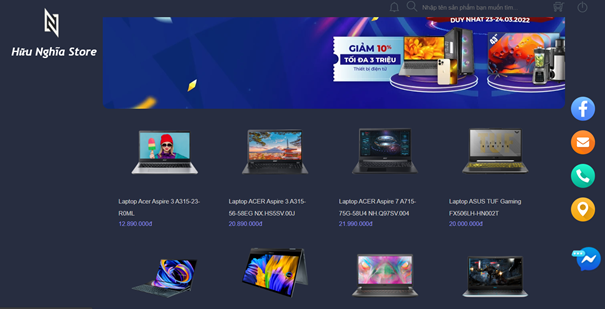 Nhập tên sản phẩm bạn muốn tìm...
Hữu Nghĩa Store
DUY NHẤT 23-24.03.2022
GIẢM 10%
TỐI ĐA 3 TRIỆU
Thiết bị điện tử
Laptop Acer Aspire 3 A315-23-
R0ML
12.890.000đ
Laptop ACER Aspire 3 A315-
56-58EG NX.HS5SV.00J
20.890.000đ
Laptop ACER Aspire 7 A715-
75G-58U4 NH.Q97SV.004
21.990.000đ
Laptop ASUS TUF Gaming
FX506LH-HN002T
20.000.000đ